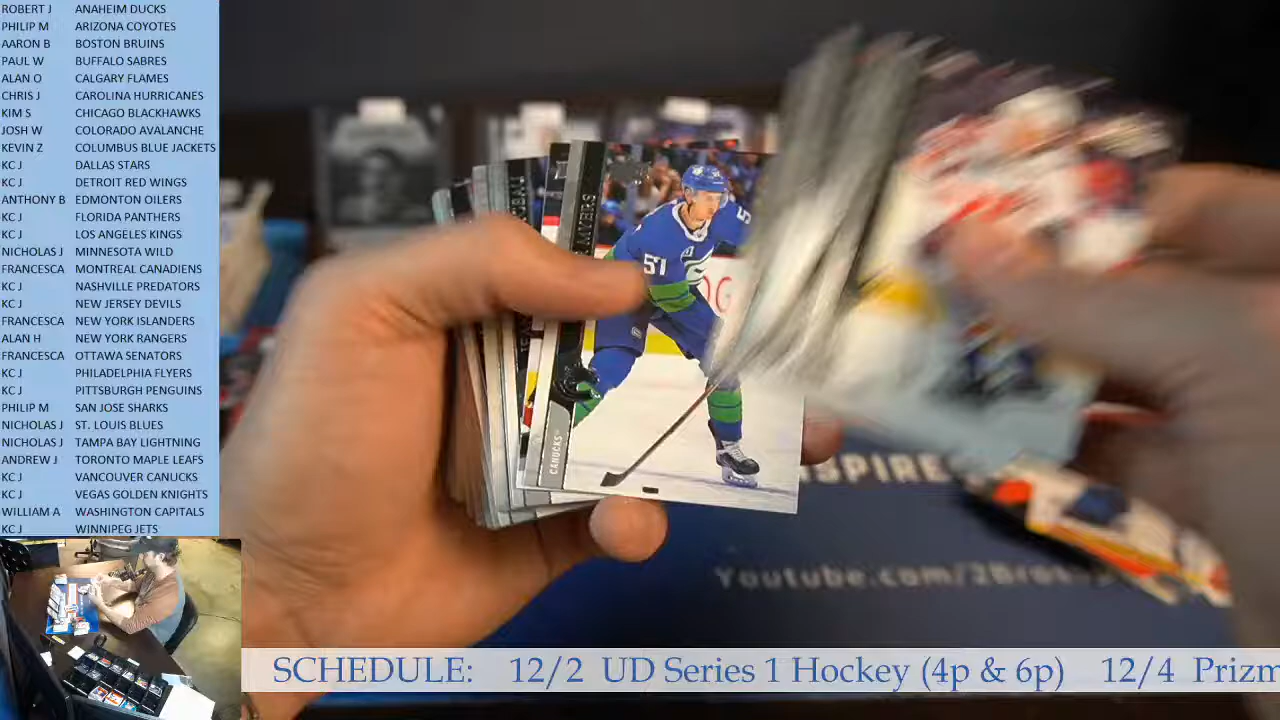 ROBERT J ANAHEIM DUCKS
PHILIP M ARIZONA COYOTES
AARON B BOSTON BRUINS
PAUL W BUFFALO SABRES
ALAN O CALGARY FLAMES
CHRIS J CAROLINA HURRICANES
KIM S CHICAGO BLACKHAWKS
JOSH W COLORADO AVALANCHE
KEVIN Z COLUMBUS BLUE JACKETS
KC J DALLAS STARS
KC J DETROIT RED WINGS
ANTHONY B EDMONTON OILERS
KC J FLORIDA PANTHERS
KC J LOS ANGELES KINGS
NICHOLAS J MINNESOTA WILD
FRANCESCA MONTREAL CANADIENS
KC J NASHVILLE PREDATORS
KC J NEW JERSEY DEVILS
FRANCESCA NEW YORK ISLANDERS
ALAN H NEW YORK RANGERS
FRANCESCA OTTAWA SENATORS
KC J PHILADELPHIA FLYERS
KC J PITTSBURGH PENGUINS
PHILIP M SAN JOSE SHARKS
NICHOLAS J ST. LOUIS BLUES
NICHOLAS J TAMPA BAY LIGHTNING
ANDREW J TORONTO MAPLE LEAFS
KC J VANCOUVER CANUCKS
KC J VEGAS GOLDEN KNIGHTS
WILLIAM A WASHINGTON CAPITALS
KC J WINNIPEG JETS
57
CANUCKS
Youtube.com/2Bro
SCHEDULE: 12/2 UD Series 1 Hockey (4p & 6p) 12/4 Prizm